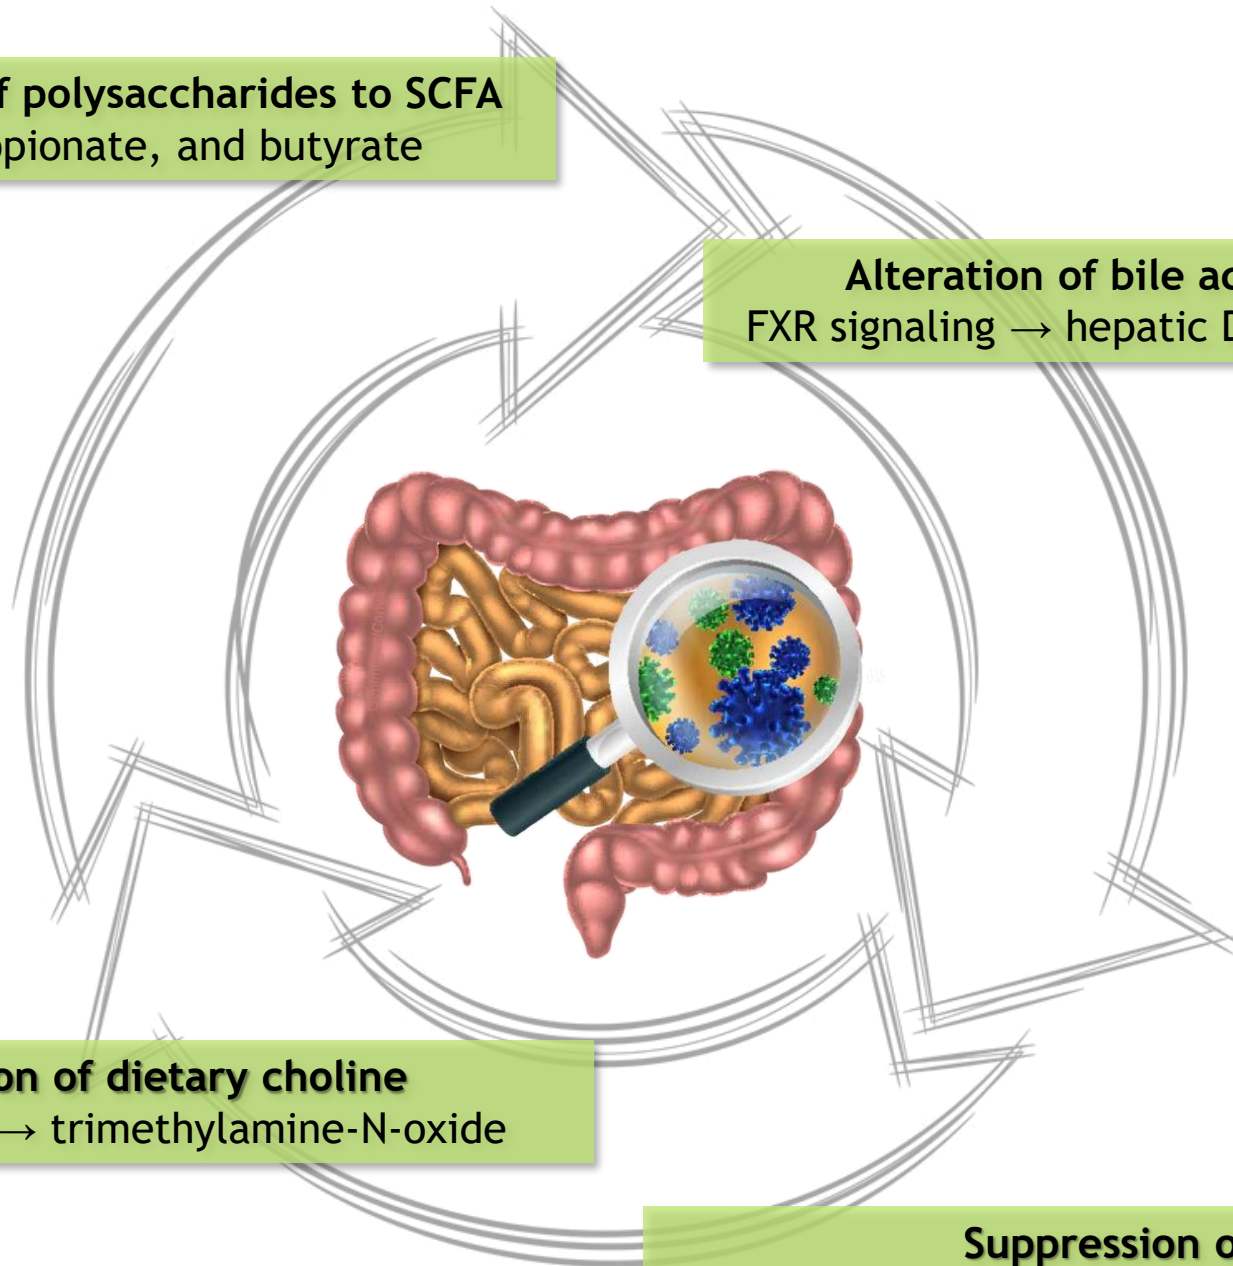 f polysaccharides to SCFA
opionate, and butyrate
Alteration of bile ac
FXR signaling → hepatic D
on of dietary choline
→ trimethylamine-N-oxide
Suppression o